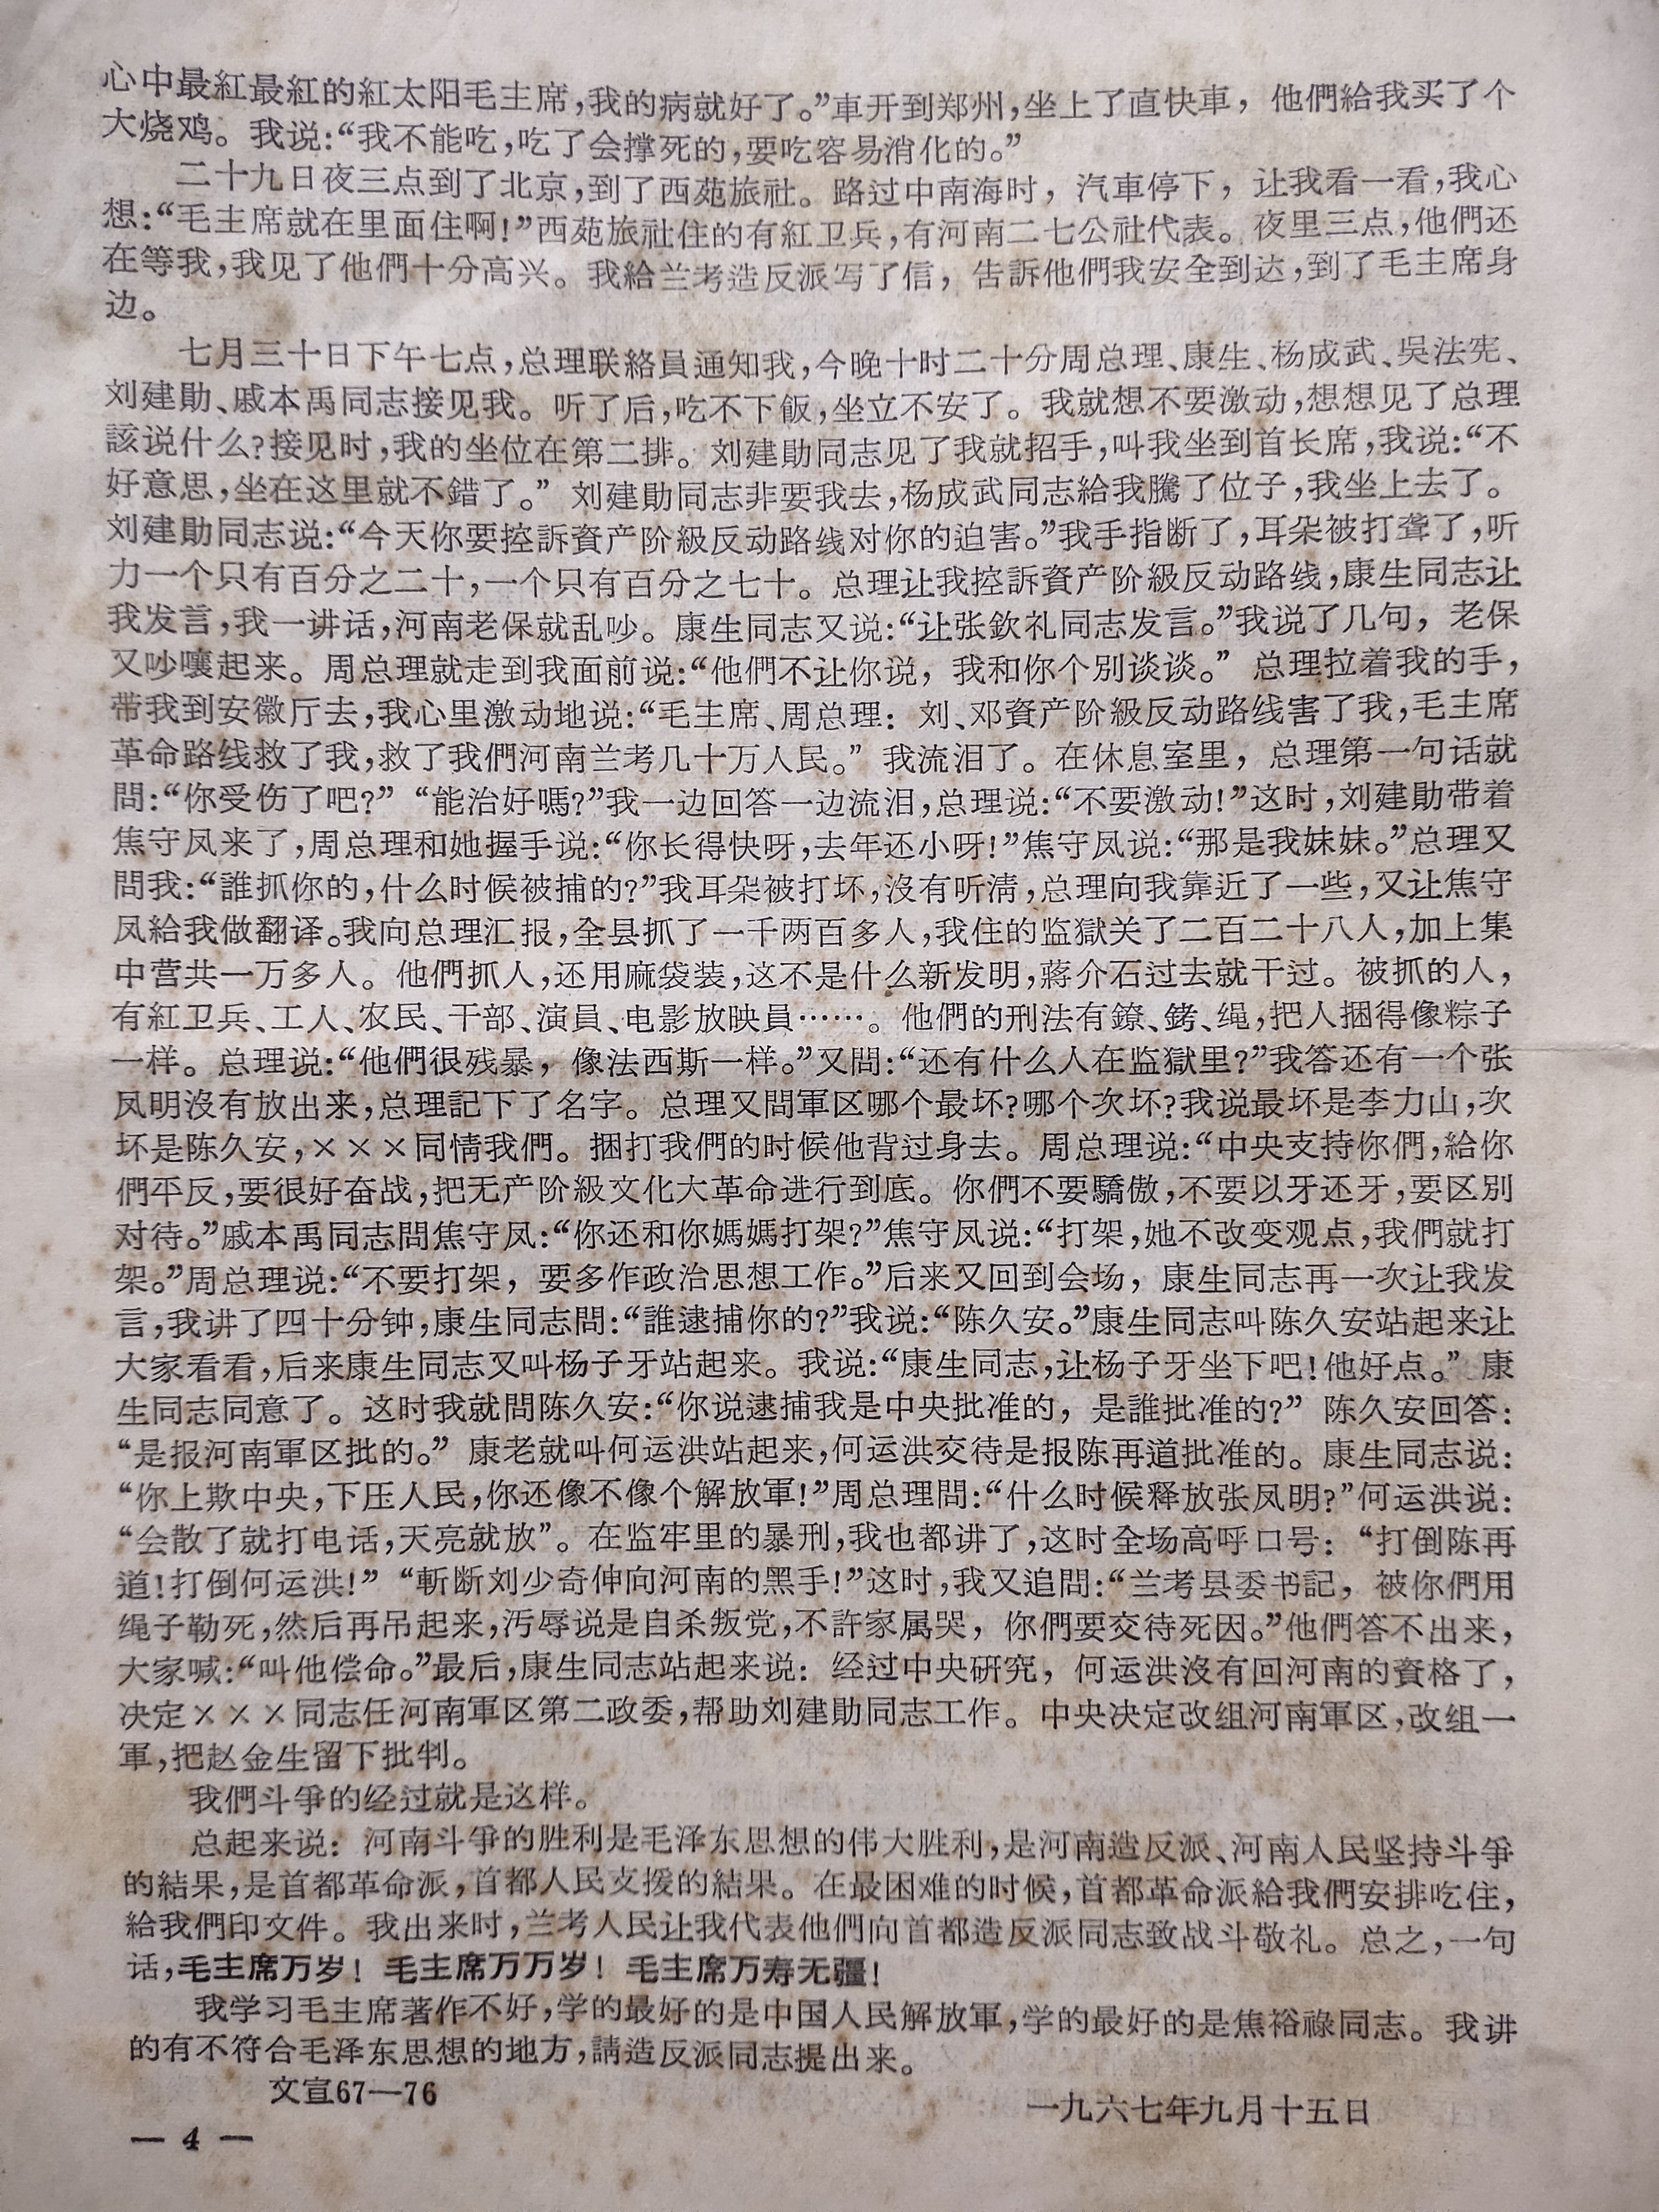 心中最紅最紅的紅太阳毛主席,我的病就好了。”車开到郑州,坐上了直快車,他們給我买了个
大烧鸡。我说:“我不能吃,吃了会撑死的,要吃容易消化的。”
二十九日夜三点到了北京,到了西苑旅社。路过中南海时,汽車停下,让我看一看,我心
想:“毛主席就在里面住啊!”西苑旅社住的有紅卫兵,有河南二七公社代表。夜里三点,他們还
在等我,我见了他們十分高兴。我給兰考造反派写了信,告訴他們我安全到达,到了毛主席身
边。
七月三十日下午七点,总理联絡員通知我,今晚十时二十分周总理、康生、杨成武、吳法宪、
刘建勛、戚本禹同志接见我。听了后,吃不下飯,坐立不安了。我就想不要激动,想想见了总理
該说什么?接见时,我的坐位在第二排。刘建勛同志见了我就招手,叫我坐到首长席,我说:“不
好意思,坐在这里就不錯了。”刘建勛同志非要我去,杨成武同志給我騰了位子,我坐上去了。
刘建勛同志说:“今天你要控訴資产阶級反动路线对你的迫害。”我手指断了,耳朵被打聋了,听
力一个只有百分之二十,一个只有百分之七十。总理让我控訴資产阶級反动路线,康生同志让
我发言,我一讲话,河南老保就乱吵。康生同志又说:“让张欽礼同志发言。”我说了几句,老保
又吵嚷起来。周总理就走到我面前说:“他們不让你说,我和你个別谈谈。”总理拉着我的手,
带我到安徽厅去,我心里激动地说:“毛主席、周总理:刘、邓資产阶級反动路线害了我,毛主席
革命路线救了我,救了我們河南兰考几十万人民。”我流泪了。在休息室里,总理第一句话就
問:“你受伤了吧?”“能治好嗎?”我一边回答一边流泪,总理说:“不要激动!”这时,刘建勛带着
焦守凤来了,周总理和她握手说:“你长得快呀,去年还小呀!”焦守凤说:“那是我妹妹。”总理又
問我:“誰抓你的,什么时候被捕的?”我耳朵被打坏,沒有听淸,总理向我靠近了一些,又让焦守
凤給我做翻译。我向总理汇报,全县抓了一千两百多人,我住的监獄关了二百二十八人,加上集
中营共一万多人。他們抓人,还用麻袋装,这不是什么新发明,蔣介石过去就干过。被抓的人,
有紅卫兵、工人、农民、干部、演員、电影放映員……。他們的刑法有鐐、銬、绳,把人捆得像粽子
一样。总理说:“他們很残暴,像法西斯一样。”又問:“还有什么人在监獄里?”我答还有一个张
凤明沒有放出来,总理記下了名字。总理又問軍区哪个最坏?哪个次坏?我说最坏是李力山,次
坏是陈久安,×××同情我們。捆打我們的时候他背过身去。周总理说:“中央支持你們,給你
們平反,要很好奋战,把无产阶級文化大革命进行到底。你們不要驕傲,不要以牙还牙,要区別
对待。”戚本禹同志問焦守凤:“你还和你媽媽打架?”焦守凤说:“打架,她不改变观点,我們就打
架。”周总理说:“不要打架,要多作政治思想工作。”后来又回到会场,康生同志再一次让我发
言,我讲了四十分钟,康生同志問:“誰逮捕你的?”我说:“陈久安。”康生同志叫陈久安站起来让
大家看看,后来康生同志又叫杨子牙站起来。我说:“康生同志,让杨子牙坐下吧!他好点。”康
生同志同意了。这时我就問陈久安:“你说逮捕我是中央批准的,是誰批准的?”陈久安回答:
“是报河南軍区批的。”康老就叫何运洪站起来,何运洪交待是报陈再道批准的。康生同志说:
“你上欺中央,下压人民,你还像不像个解放軍!”周总理問:“什么时候释放张凤明?”何运洪说:
“会散了就打电话,天亮就放”。在监牢里的暴刑,我也都讲了,这时全场高呼口号:“打倒陈再
道!打倒何运洪!”“斬断刘少奇伸向河南的黑手!”这时,我又追問:“兰考县委书記,被你們用
绳子勒死,然后再吊起来,污辱说是自杀叛党,不許家属哭,你們要交待死因。”他們答不出来,
大家喊:“叫他偿命。”最后,康生同志站起来说:经过中央研究,何运洪沒有回河南的資格了,
决定×××同志任河南軍区第二政委,帮助刘建勛同志工作。中央决定改组河南軍区,改组一
軍,把赵金生留下批判。
我們斗爭的经过就是这样。
总起来说:河南斗爭的胜利是毛泽东思想的伟大胜利,是河南造反派、河南人民坚持斗爭
的結果,是首都革命派,首都人民支援的結果。在最困难的时候,首都革命派給我們安排吃住,
給我們印文件。我出来时,兰考人民让我代表他們向首都造反派同志致战斗敬礼。总之,一句
话,毛主席万岁!毛主席万万岁!毛主席万寿无疆!
我学习毛主席著作不好,学的最好的是中国人民解放軍,学的最好的是焦裕祿同志。我讲
的有不符合毛泽东思想的地方,請造反派同志提出来。
文宣67—76
一九六七年九月十五日
— 4 —